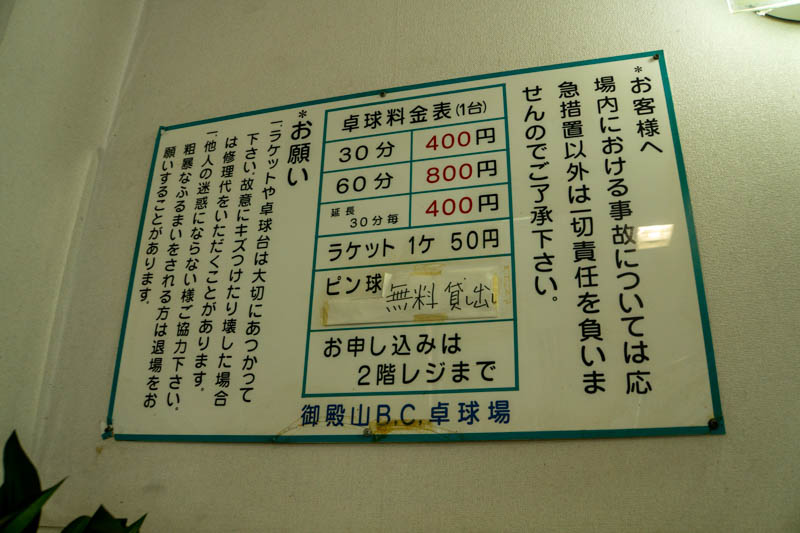 *お客様へ
場内における事故については応
急措置以外は一切責任を負いま
せんのでご了承下さい。
卓球料金表(1台)
30分 400円
60分 800円
延長 30分毎 400円
ラケット 1ケ 50円
ピン球 無料貸出し
お申し込みは
2階レジまで
*お願い
一.ラケットや卓球台は大切にあつかって
下さい.故意にキズつけたり壊した場合
は修理代をいただくことがあります.
一.他人の迷惑にならない様ご協力下さい.
粗暴なふるまいをされる方は退場をお
願いすることがあります.
御殿山B.C.卓球場